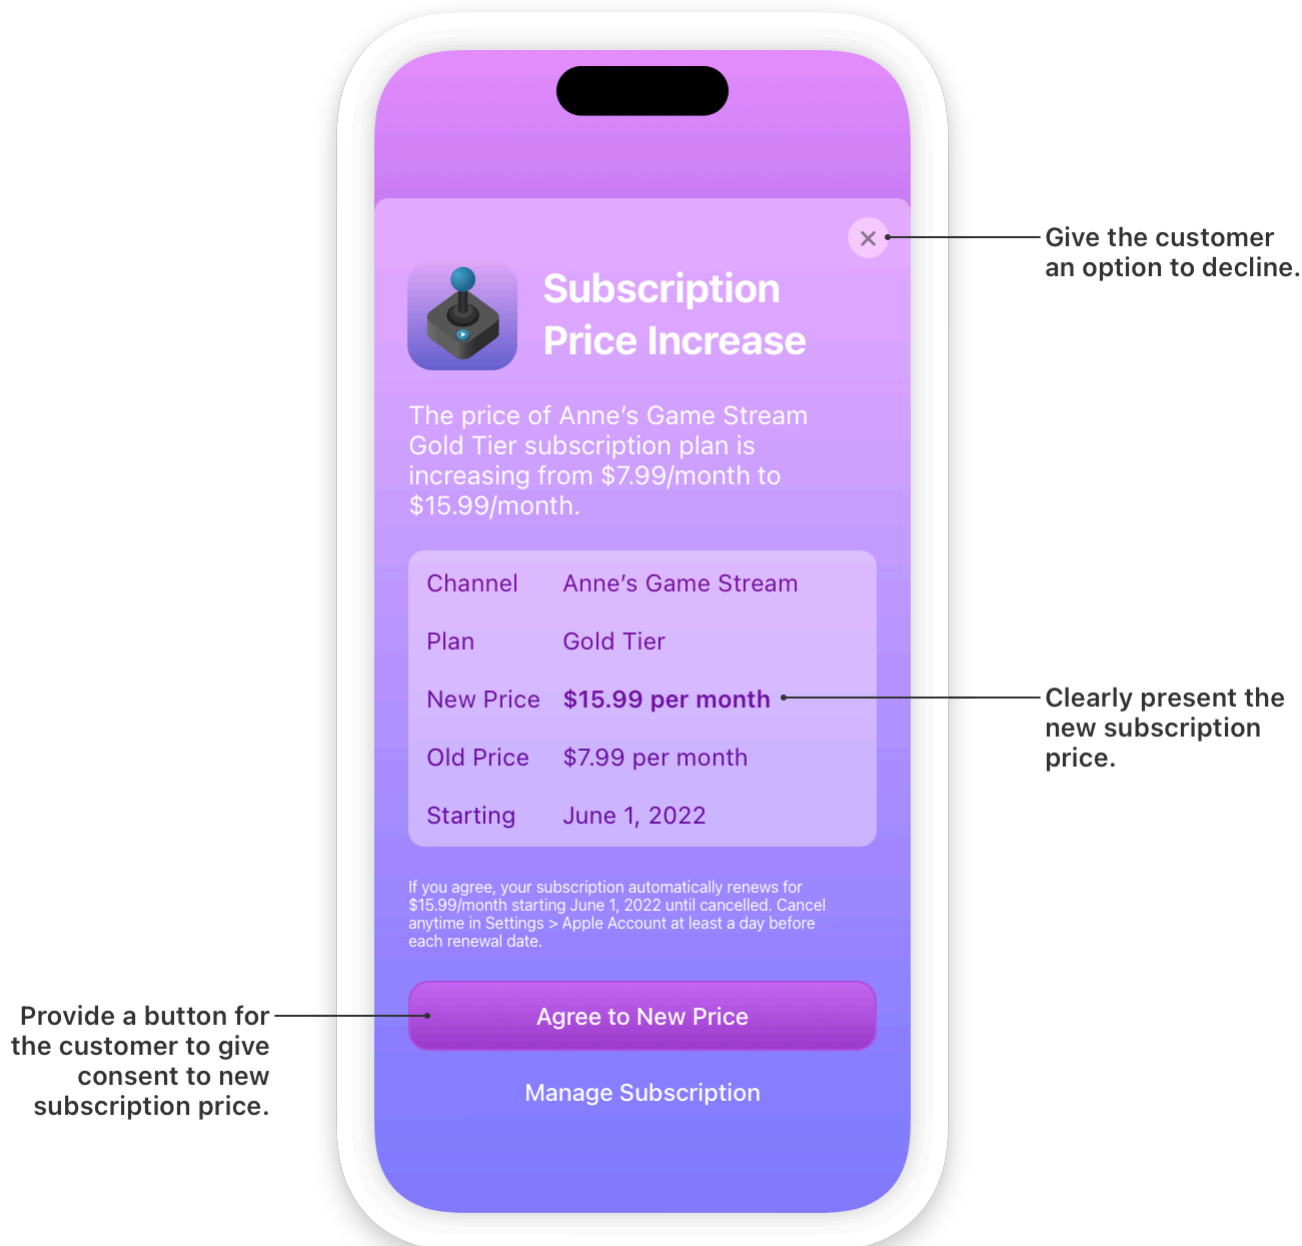 Give the customer
an option to decline.
Subscription
Price Increase
The price of Anne’s Game Stream
Gold Tier subscription plan is
increasing from $7.99/month to
$15.99/month.
Channel Anne’s Game Stream
Plan Gold Tier
New Price $15.99 per month
Clearly present the
new subscription
price.
Old Price $7.99 per month
Starting June 1, 2022
If you agree, your subscription automatically renews for
$15.99/month starting June 1, 2022 until cancelled. Cancel
anytime in Settings > Apple Account at least a day before
each renewal date.
Provide a button for
the customer to give
consent to new
subscription price.
Agree to New Price
Manage Subscription